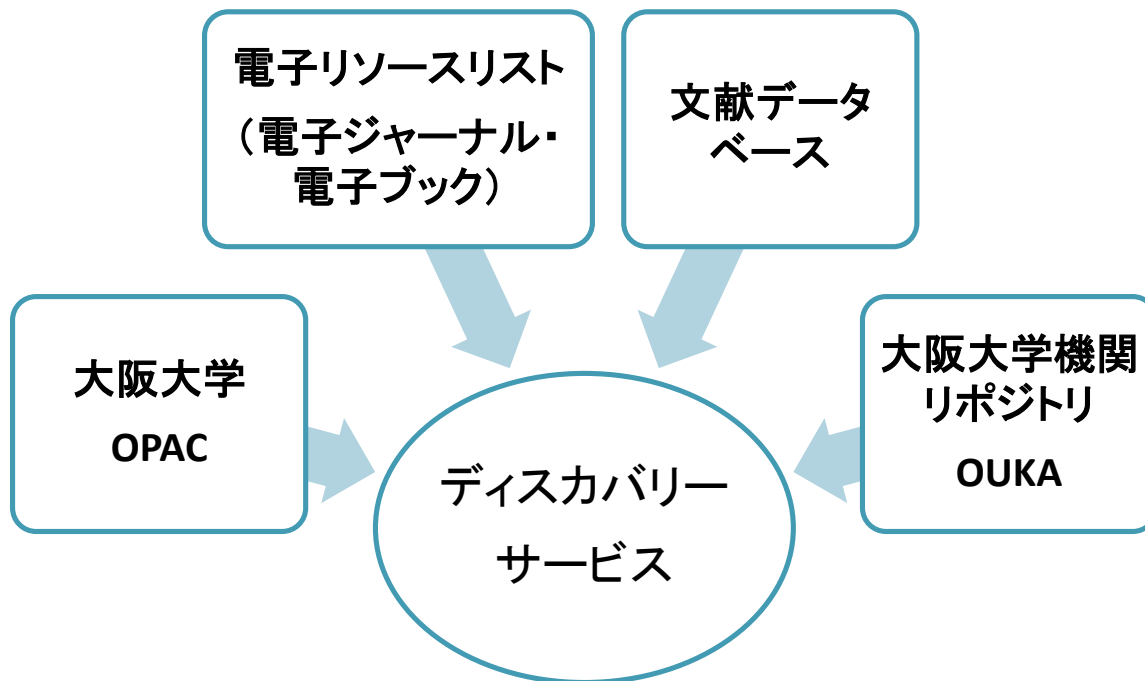 電子リソースリスト
（電子ジャーナル・
電子ブック）
文献データ
ベース
大阪大学
OPAC
大阪大学機関
リポジトリ
OUKA
ディスカバリー
サービス